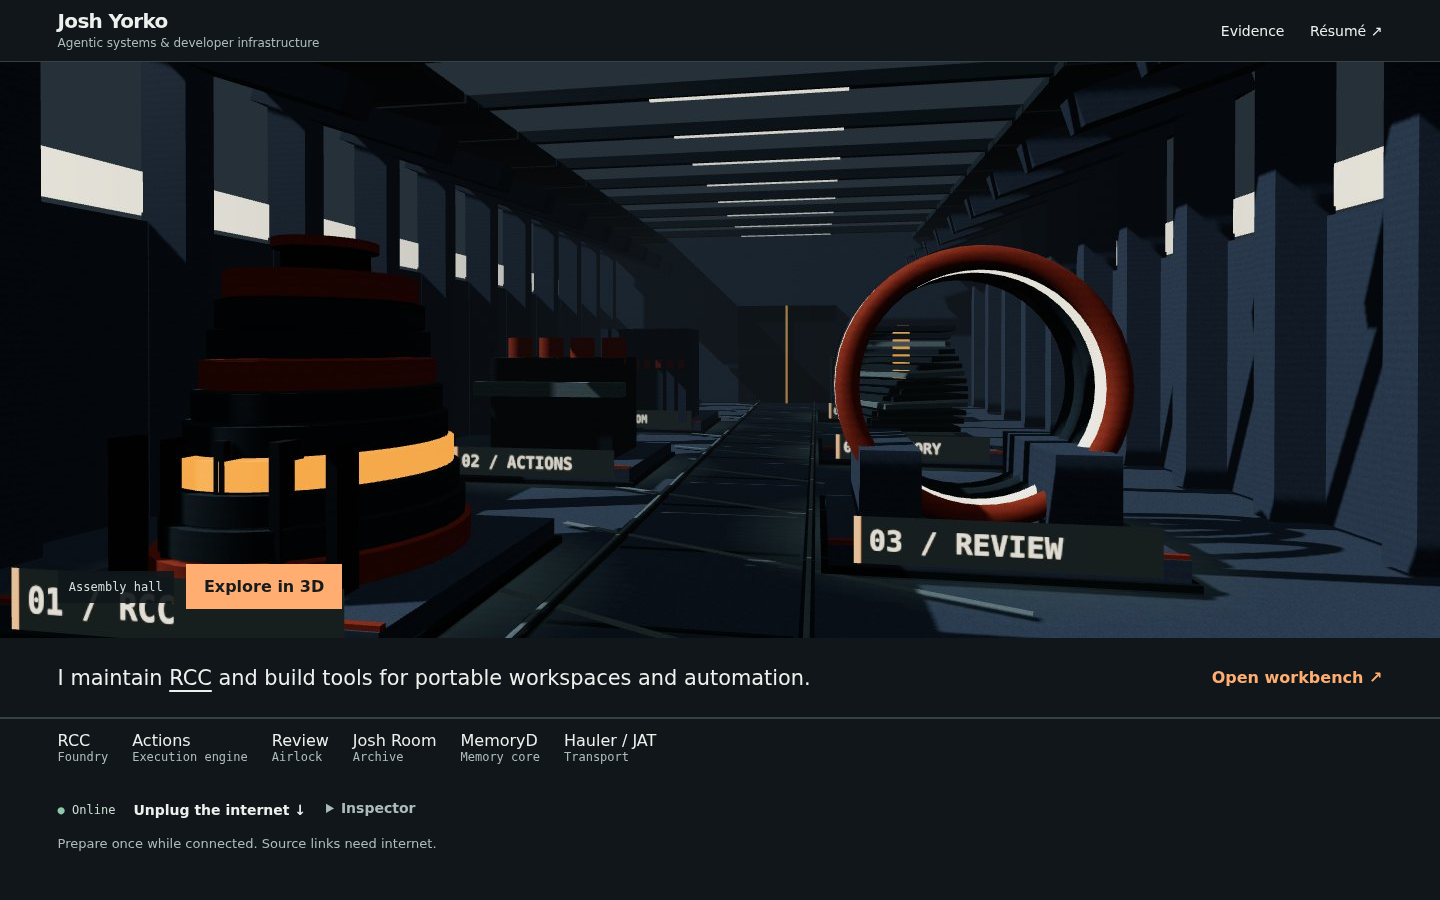 Josh Yorko
Agentic systems & developer infrastructure
Evidence
Résumé ↗
02 / ACTIONS
03 / REVIEW
01 / RCC
Assembly hall
Explore in 3D
I maintain RCC and build tools for portable workspaces and automation.
Open workbench ↗
RCC
Foundry
Actions
Execution engine
Review
Airlock
Josh Room
Archive
MemoryD
Memory core
Hauler / JAT
Transport
● Online
Unplug the internet ↓
▶ Inspector
Prepare once while connected. Source links need internet.